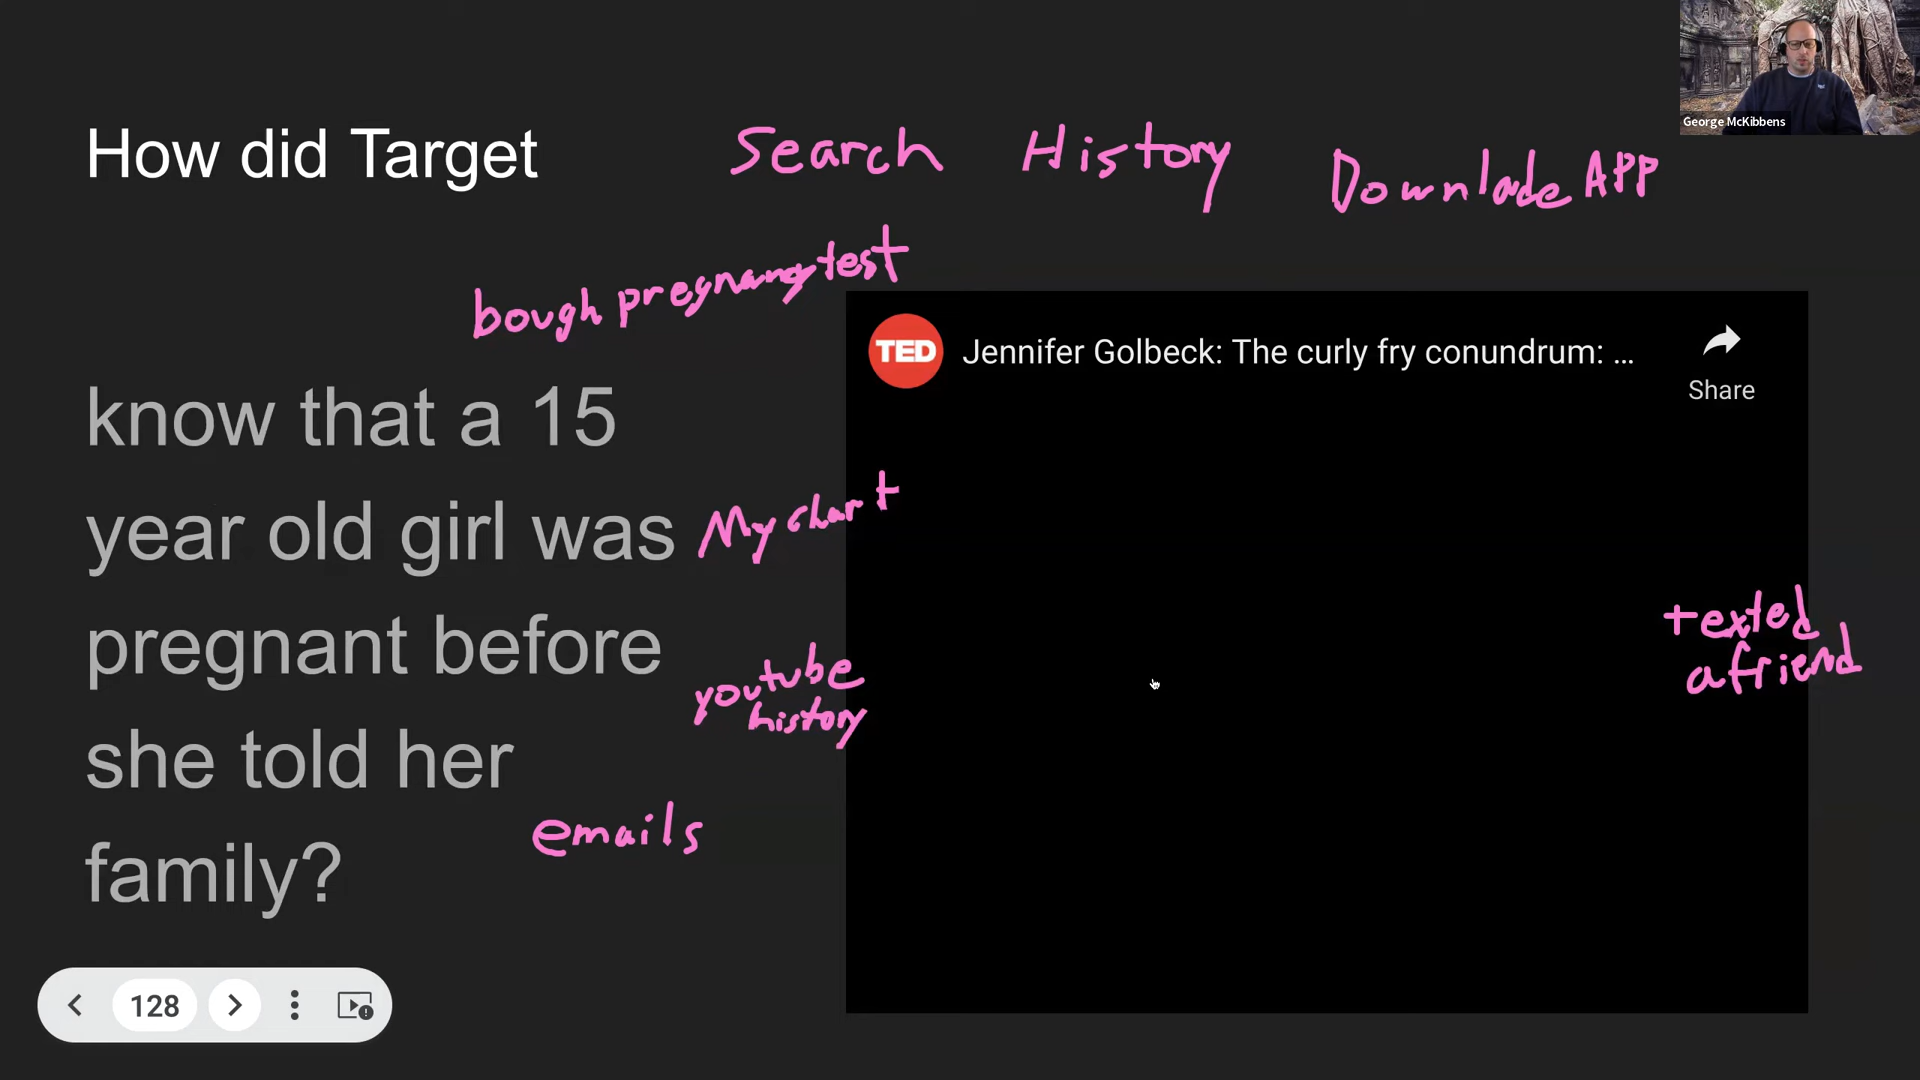 George McKibbens
How did Target
Search History
Downlade APP
bough pregnancy test
TED
Jennifer Golbeck: The curly fry conundrum: ...
Share
know that a 15
year old girl was
pregnant before
she told her
family?
My chart
youtube
history
texted
a friend
emails
128